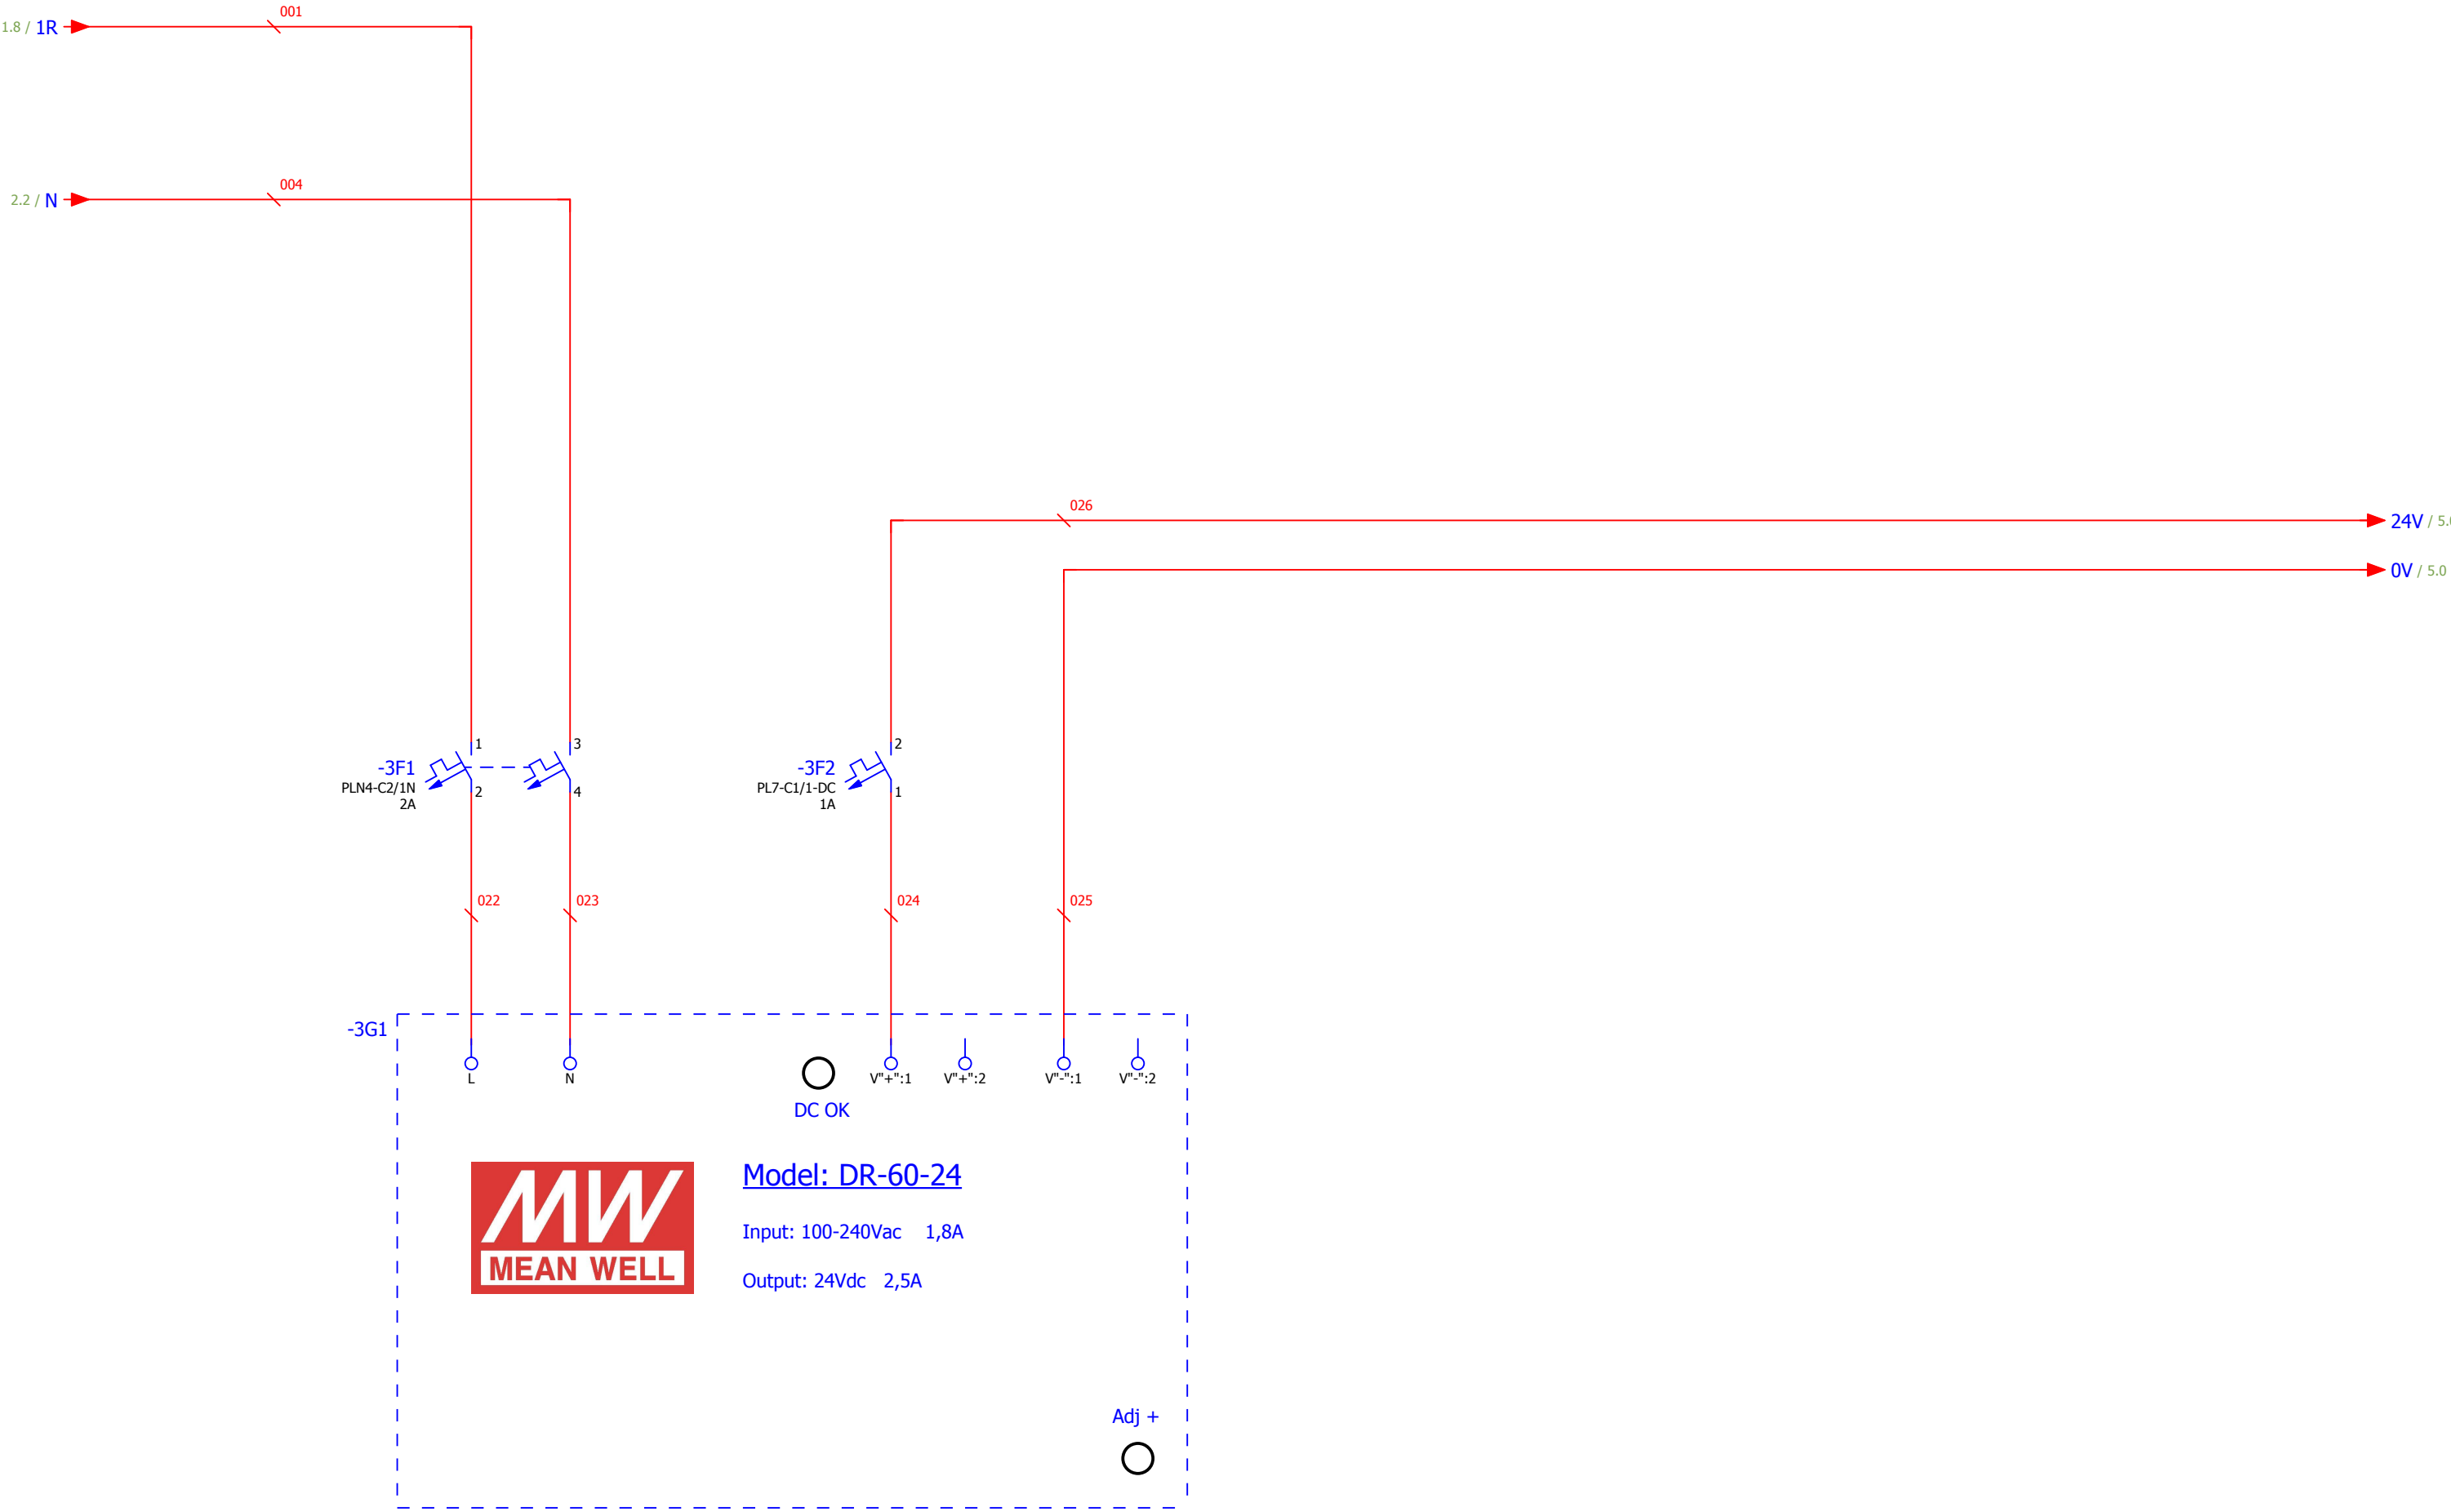 001
1.8 / 1R
004
2.2 / N
026
24V / 5.0
0V / 5.0
1
3
2
-3F1
-3F2
PLN4-C2/1N
PL7-C1/1-DC
2
4
1
2A
1A
022
023
024
025
-3G1
L
N
V"+":1
V"+":2
V"-":1
V"-":2
DC OK
Model: DR-60-24
Input: 100-240Vac 1,8A
MW
MEAN WELL
Output: 24Vdc 2,5A
Adj +